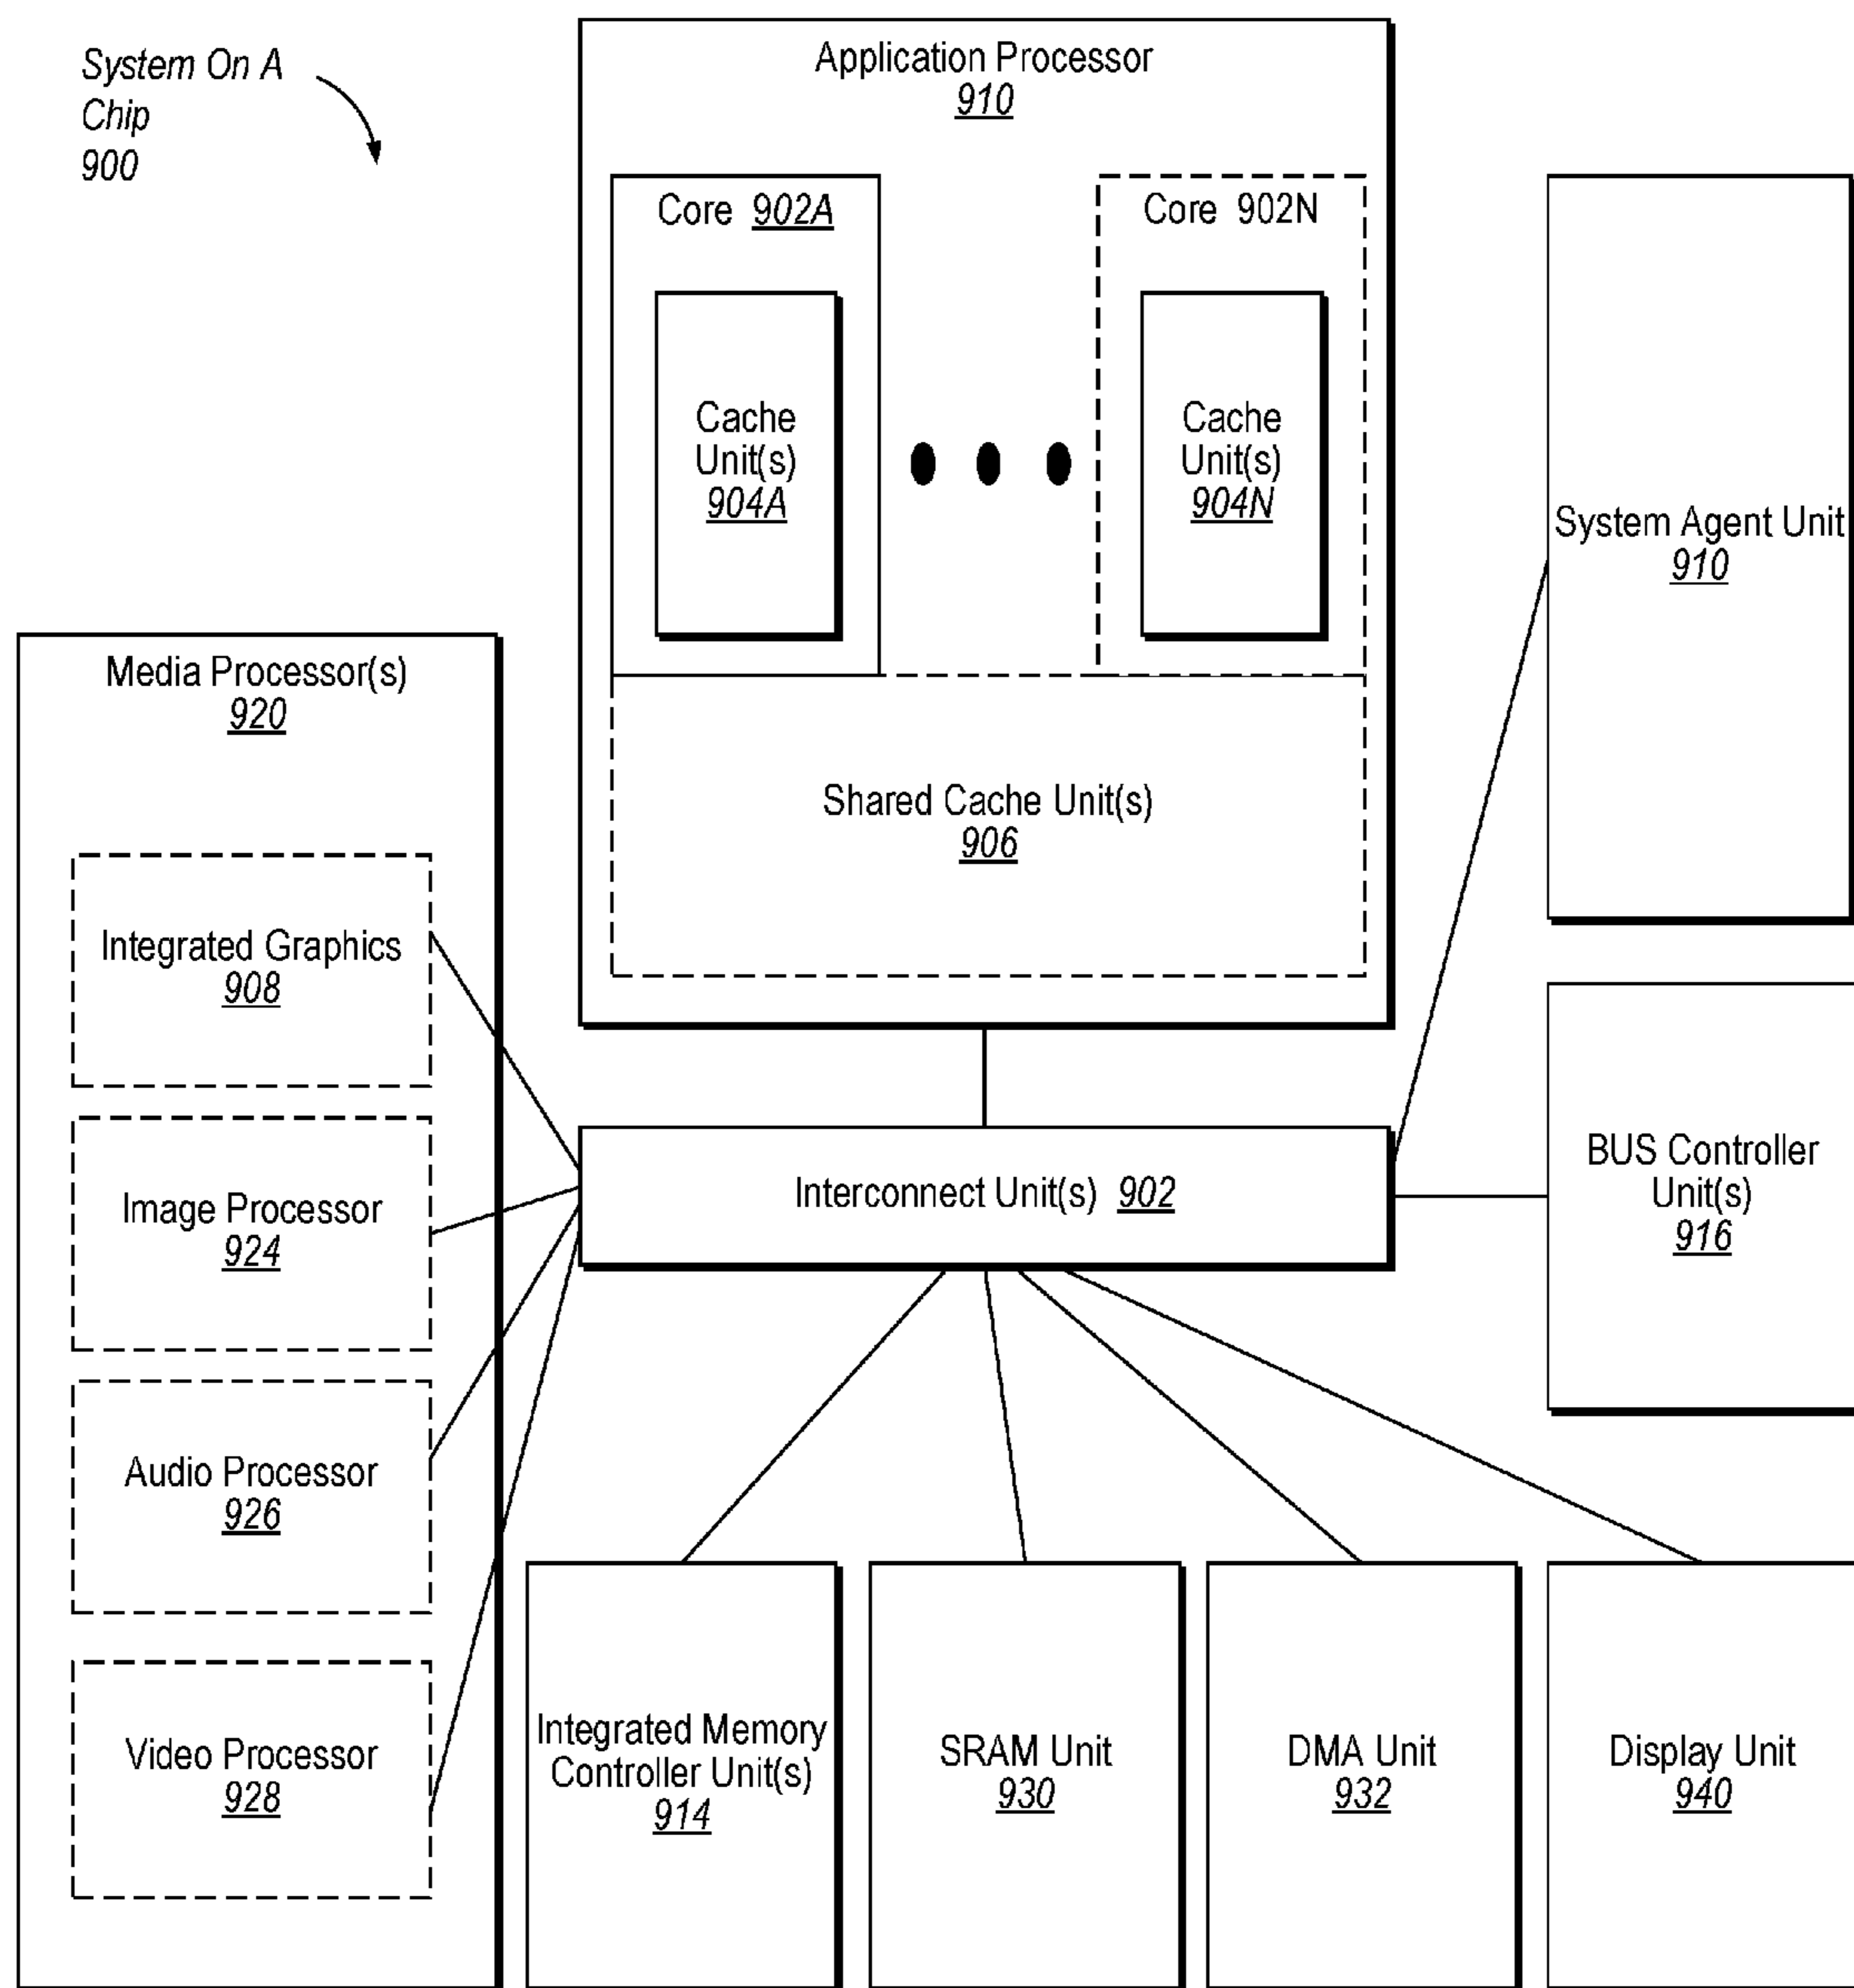 System On A
Chip
900
Application Processor
910
Core 902A
Core 902N
Cache
Unit(s)
904A
Cache
Unit(s)
904N
System Agent Unit
910
Media Processor(s)
920
Shared Cache Unit(s)
906
Integrated Graphics
908
Image Processor
924
Audio Processor
926
Video Processor
928
Interconnect Unit(s) 902
BUS Controller
Unit(s)
916
Integrated Memory
Controller Unit(s)
914
SRAM Unit
930
DMA Unit
932
Display Unit
940